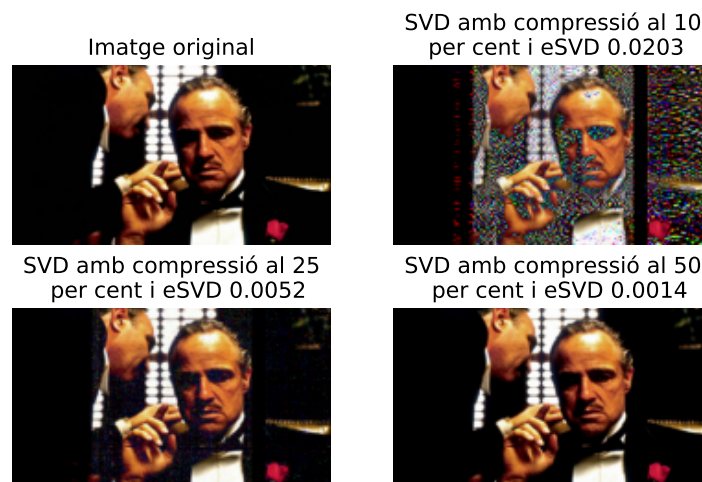 Imatge original
SVD amb compressió al 10
per cent i eSVD 0.0203
SVD amb compressió al 25
per cent i eSVD 0.0052
SVD amb compressió al 50
per cent i eSVD 0.0014